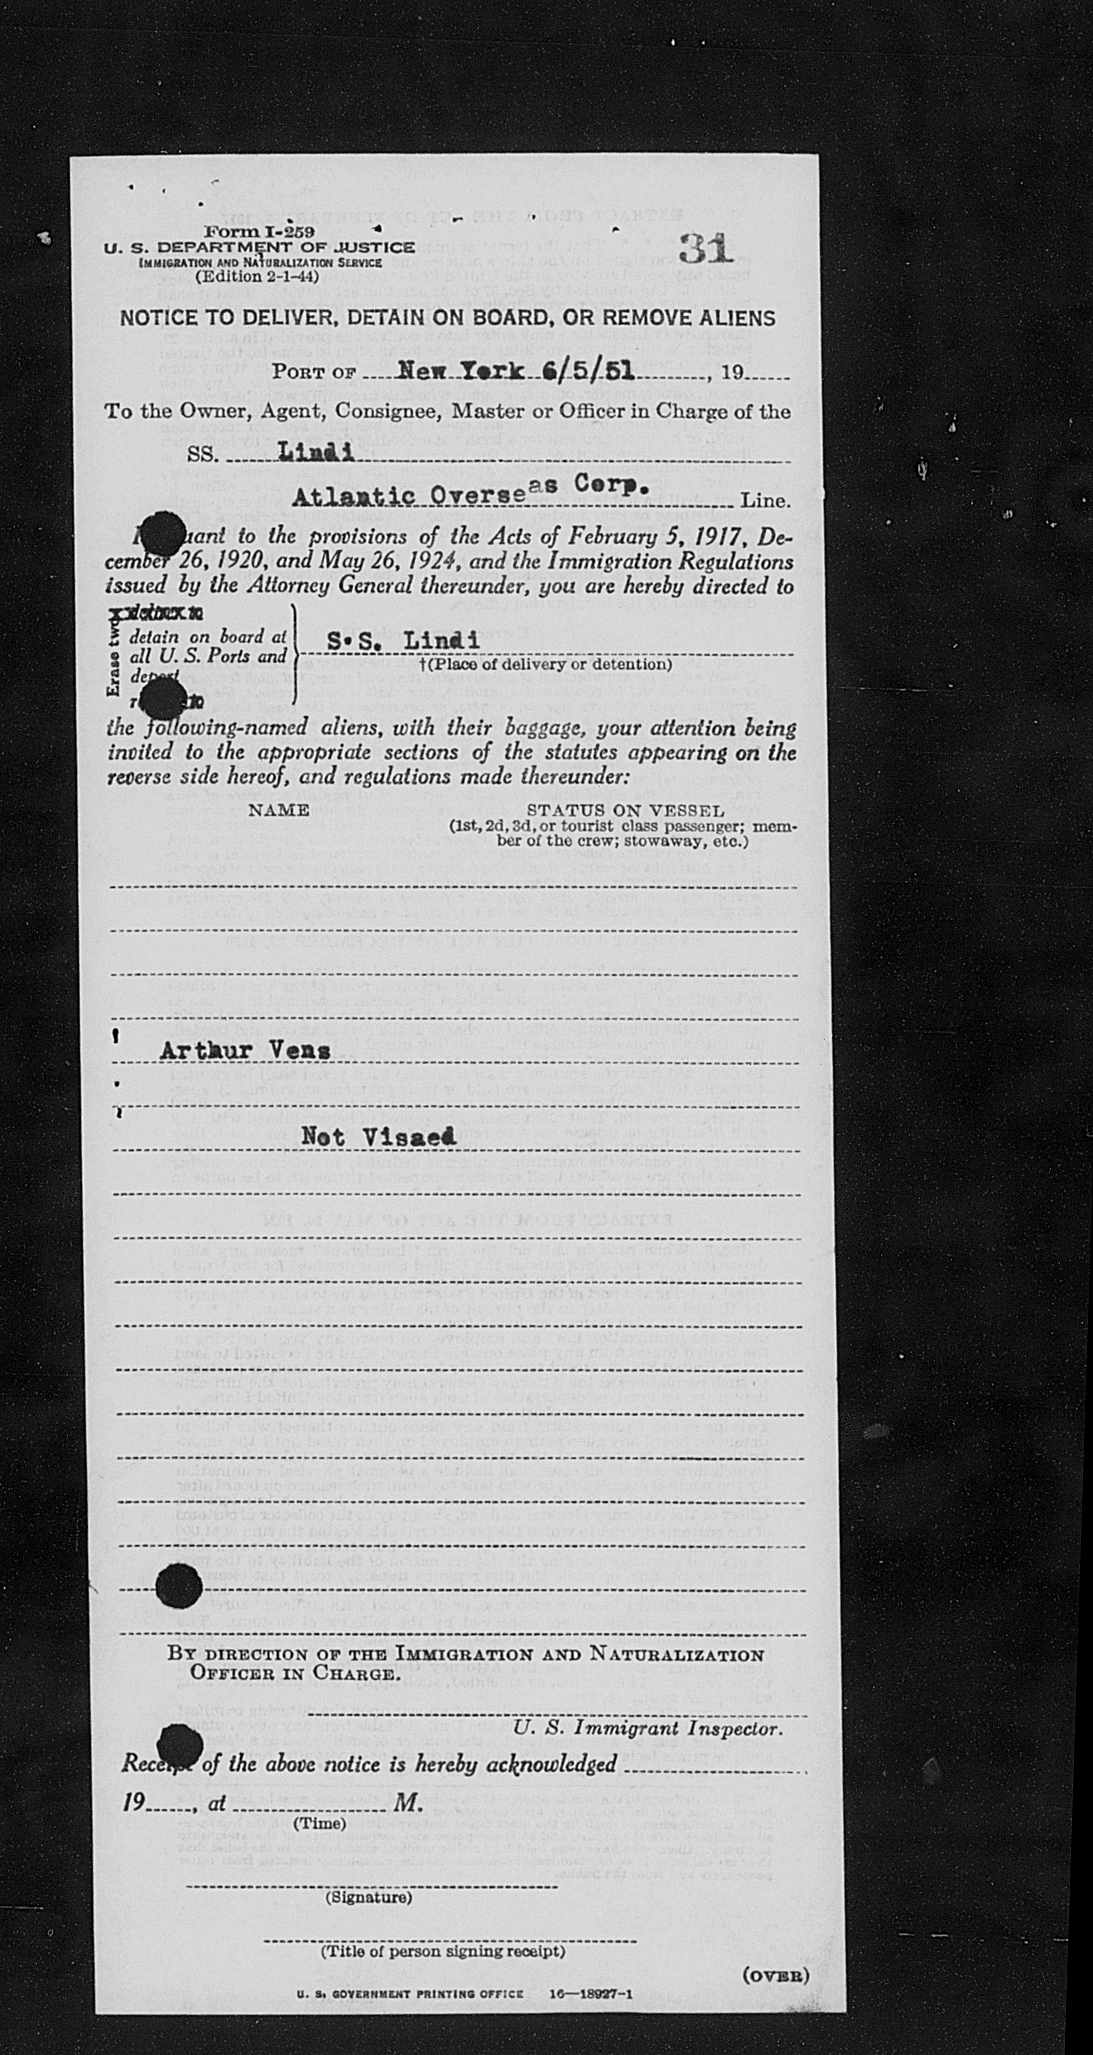 Form I-259
U. S. DEPARTMENT OF JUSTICE
IMMIGRATION AND NATURALIZATION SERVICE
(Edition 2-1-44)
31
NOTICE TO DELIVER, DETAIN ON BOARD, OR REMOVE ALIENS
PORT OF New York 6/5/51, 19
To the Owner, Agent, Consignee, Master or Officer in Charge of the
SS. Lindi
Atlantic Overseas Corp. Line.
uant to the provisions of the Acts of February 5, 1917, De-
cember 26, 1920, and May 26, 1924, and the Immigration Regulations
issued by the Attorney General thereunder, you are hereby directed to
Erase two
detain on board at
all U. S. Ports and
deport
S.S. Lindi
†(Place of delivery or detention)
the following-named aliens, with their baggage, your attention being
invited to the appropriate sections of the statutes appearing on the
reverse side hereof, and regulations made thereunder:
NAME
STATUS ON VESSEL
(1st, 2d, 3d, or tourist class passenger; mem-
ber of the crew; stowaway, etc.)
Arthur Vens
Not Visaed
BY DIRECTION OF THE IMMIGRATION AND NATURALIZATION
OFFICER IN CHARGE.
U. S. Immigrant Inspector.
Receipt of the above notice is hereby acknowledged
19, at M.
(Time)
(Signature)
(Title of person signing receipt)
(OVER)
U. S. GOVERNMENT PRINTING OFFICE 16—18927-1